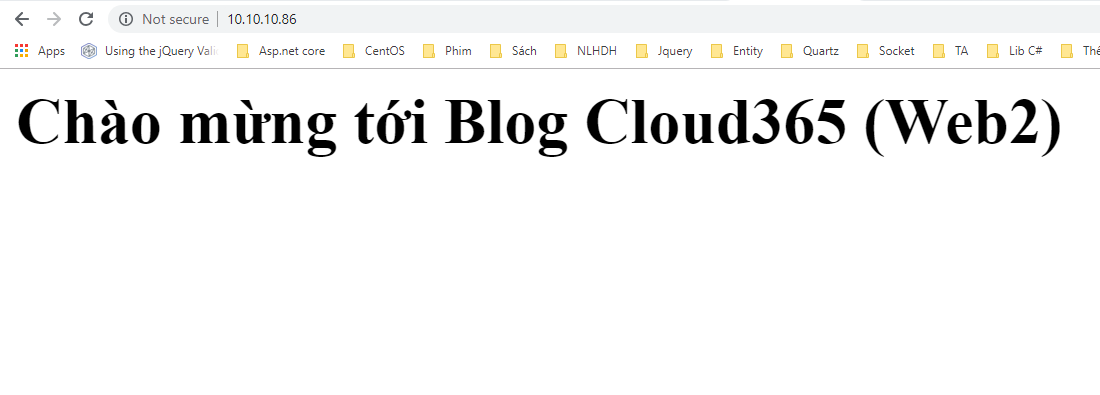 Not secure 10.10.10.86
Apps Using the jQuery Vali Asp.net core CentOS Phim Sách NLHDH Jquery Entity Quartz Socket TA Lib C# Thé
Chào mừng tới Blog Cloud365 (Web2)